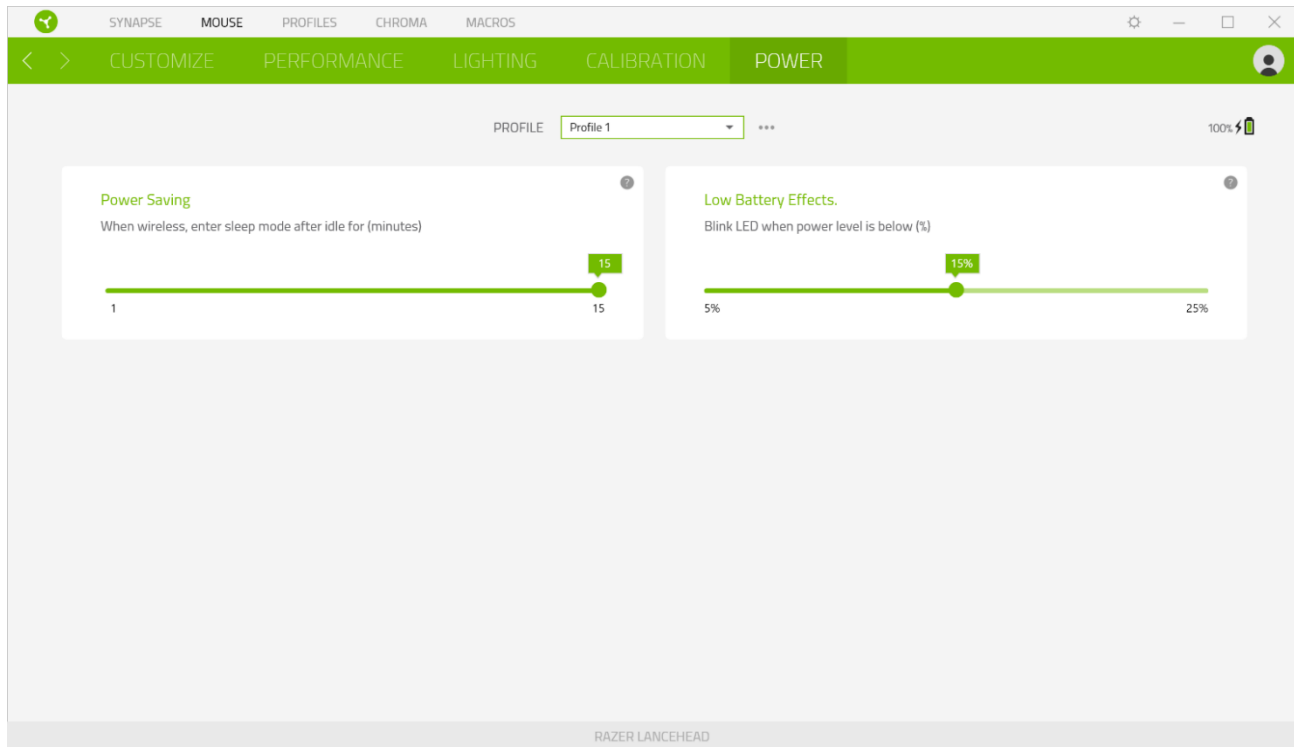 SYNAPSE MOUSE PROFILES CHROMA MACROS
CUSTOMIZE PERFORMANCE LIGHTING CALIBRATION POWER
PROFILE Profile 1 100%
Power Saving
When wireless, enter sleep mode after idle for (minutes)
15
1 15
Low Battery Effects.
Blink LED when power level is below (%)
15%
5% 25%
RAZER LANCEHEAD